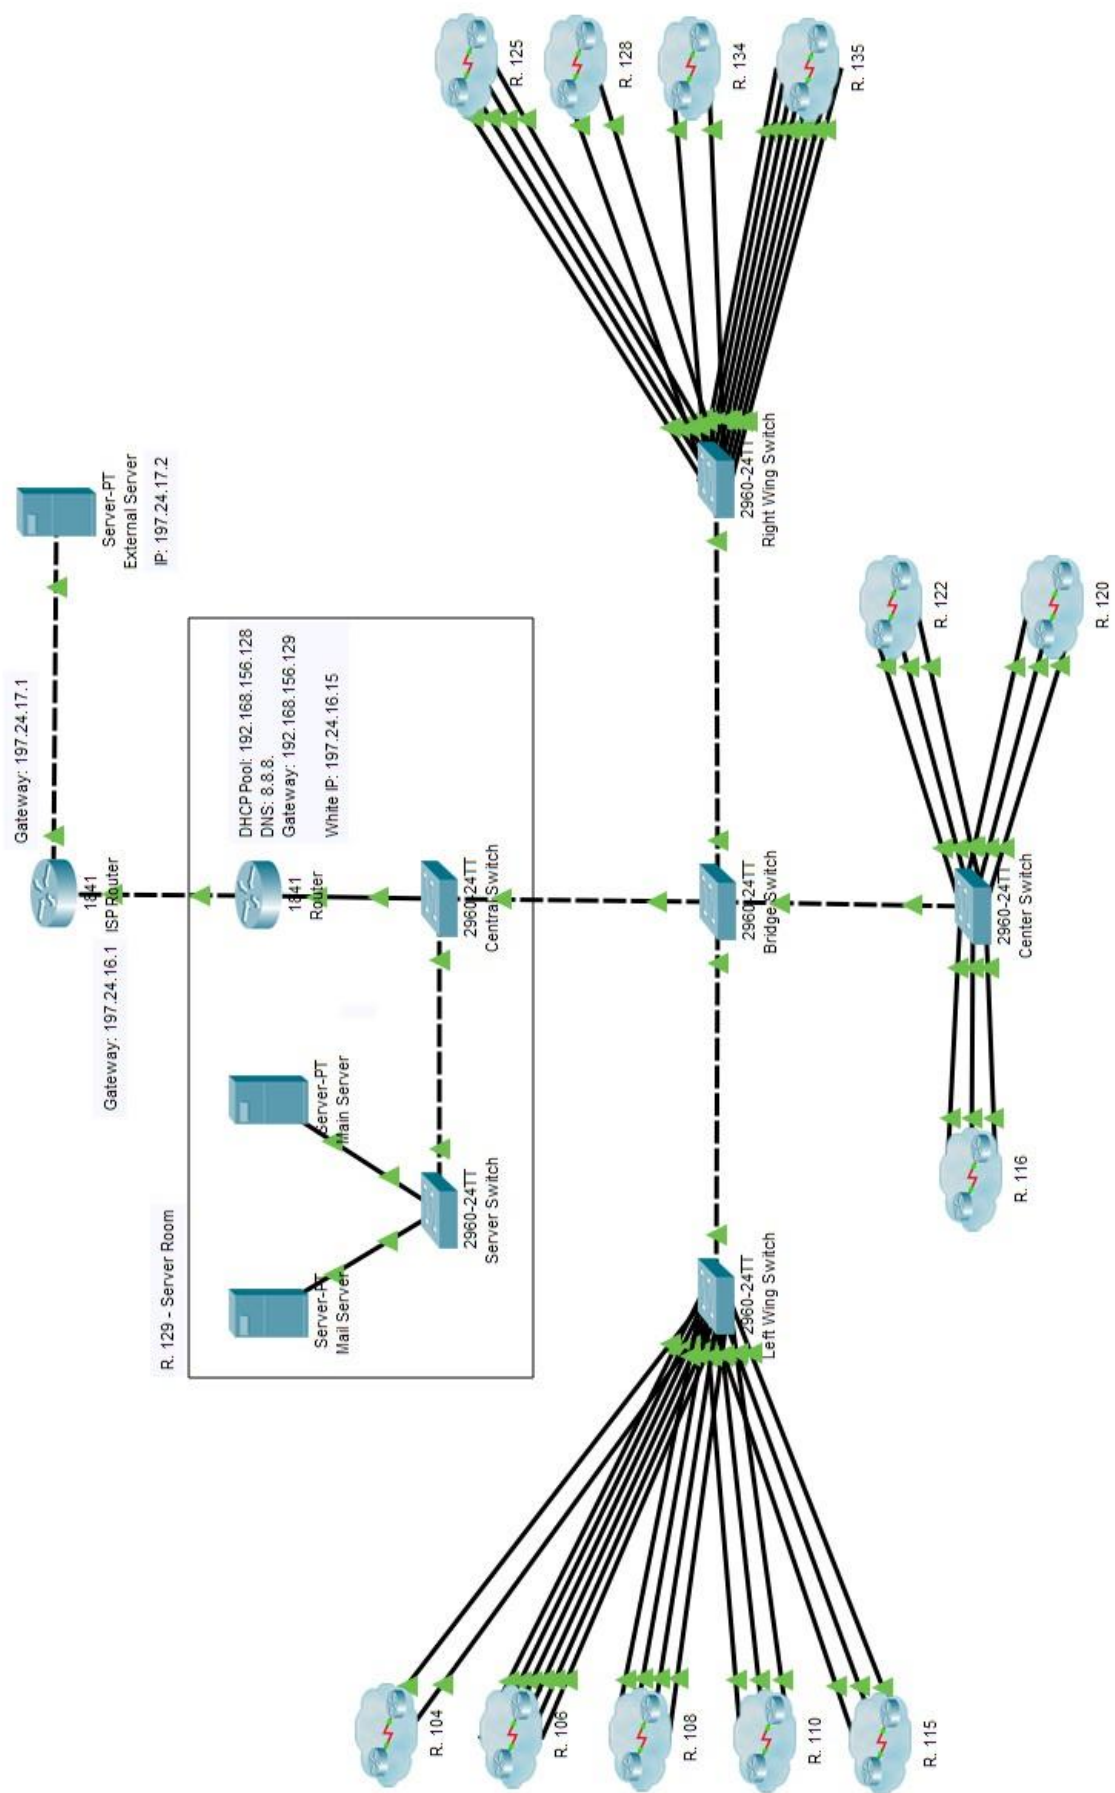 Gateway: 197.24.17.1
Server-PT
External Server
IP: 197.24.17.2
1841
ISP Router
Gateway: 197.24.16.1
R. 129 - Server Room
DHCP Pool: 192.168.156.128
DNS: 8.8.8.
Gateway: 192.168.156.129
White IP: 197.24.16.15
1841
Router
Server-PT
Main Server
Server-PT
Mail Server
2960-24TT
Server Switch
2960-24TT
Central Switch
2960-24TT
Bridge Switch
2960-24TT
Left Wing Switch
2960-24TT
Right Wing Switch
2960-24TT
Center Switch
R. 104
R. 106
R. 108
R. 110
R. 115
R. 116
R. 122
R. 120
R. 125
R. 128
R. 134
R. 135